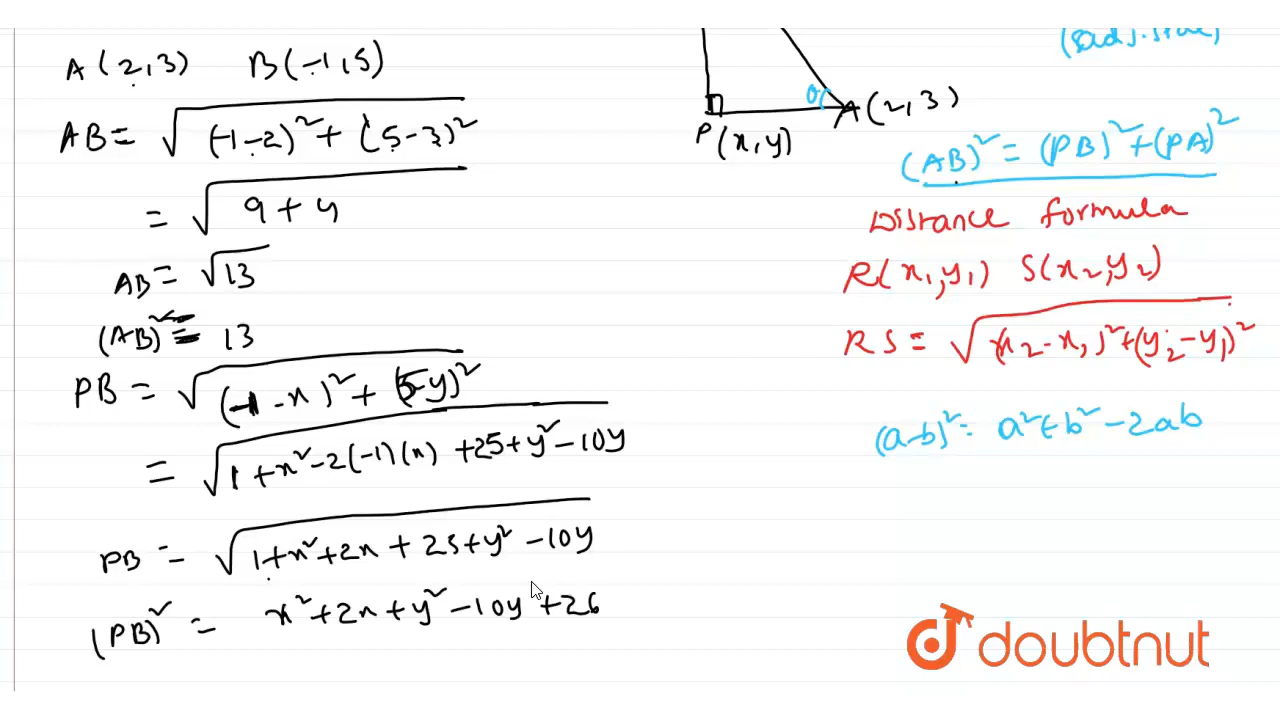 A (2,3) B(-1,5)
AB = √((-1-2)² + (5-3)²)
= √(9+4)
AB = √13
(AB)² = 13
PB = √((-1-x)² + (5-y)²)
= √(1+x²-2(-1)(x) +25+y²-10y)
PB = √(1+x²+2x+25+y²-10y)
(PB)² = x²+2x+y²-10y+26
θ
A(2,3)
P(x,y)
(AB)² = (PB)²+(PA)²
Distance formula
R(x₁,y₁) S(x₂,y₂)
RS = √((x₂-x₁)²+(y₂-y₁)²)
(a-b)² = a²+b²-2ab
doubtnut